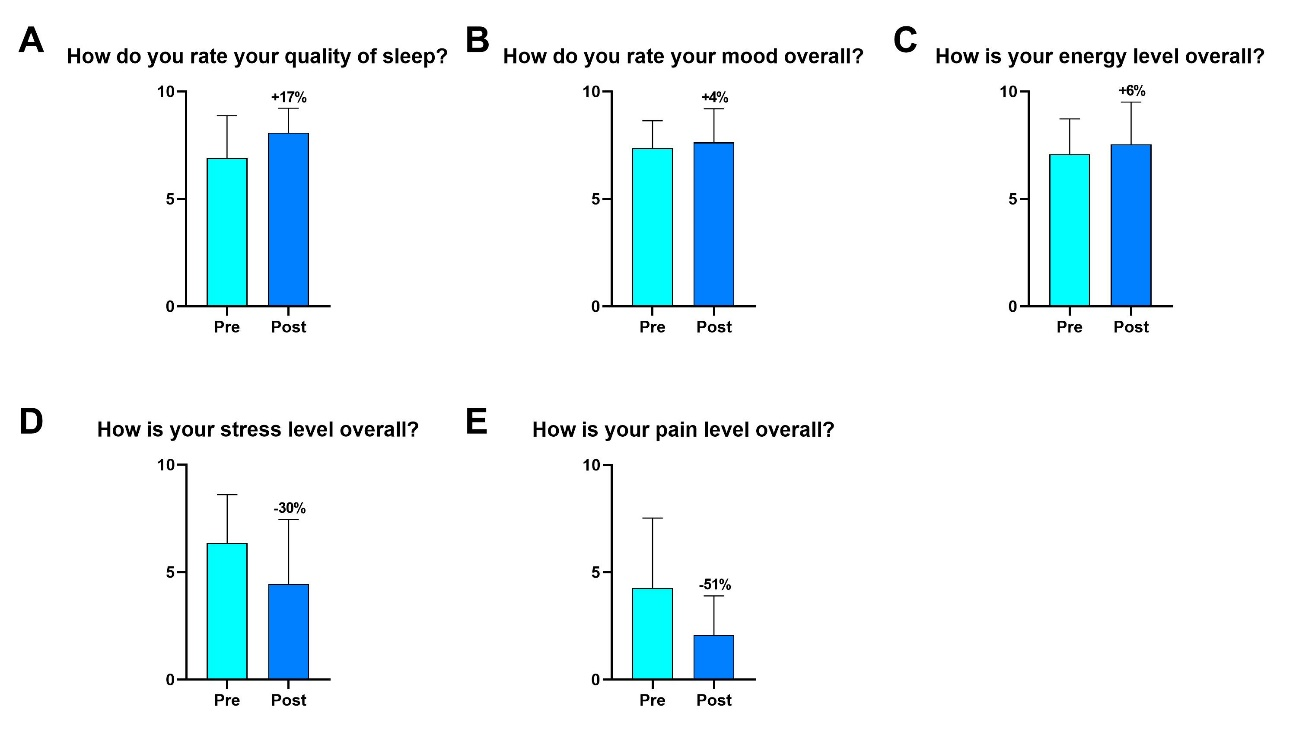 A
How do you rate your quality of sleep?
10
5
0
+17%
Pre Post
B
How do you rate your mood overall?
10
5
0
+4%
Pre Post
C
How is your energy level overall?
10
5
0
+6%
Pre Post
D
How is your stress level overall?
10
5
0
-30%
Pre Post
E
How is your pain level overall?
10
5
0
-51%
Pre Post